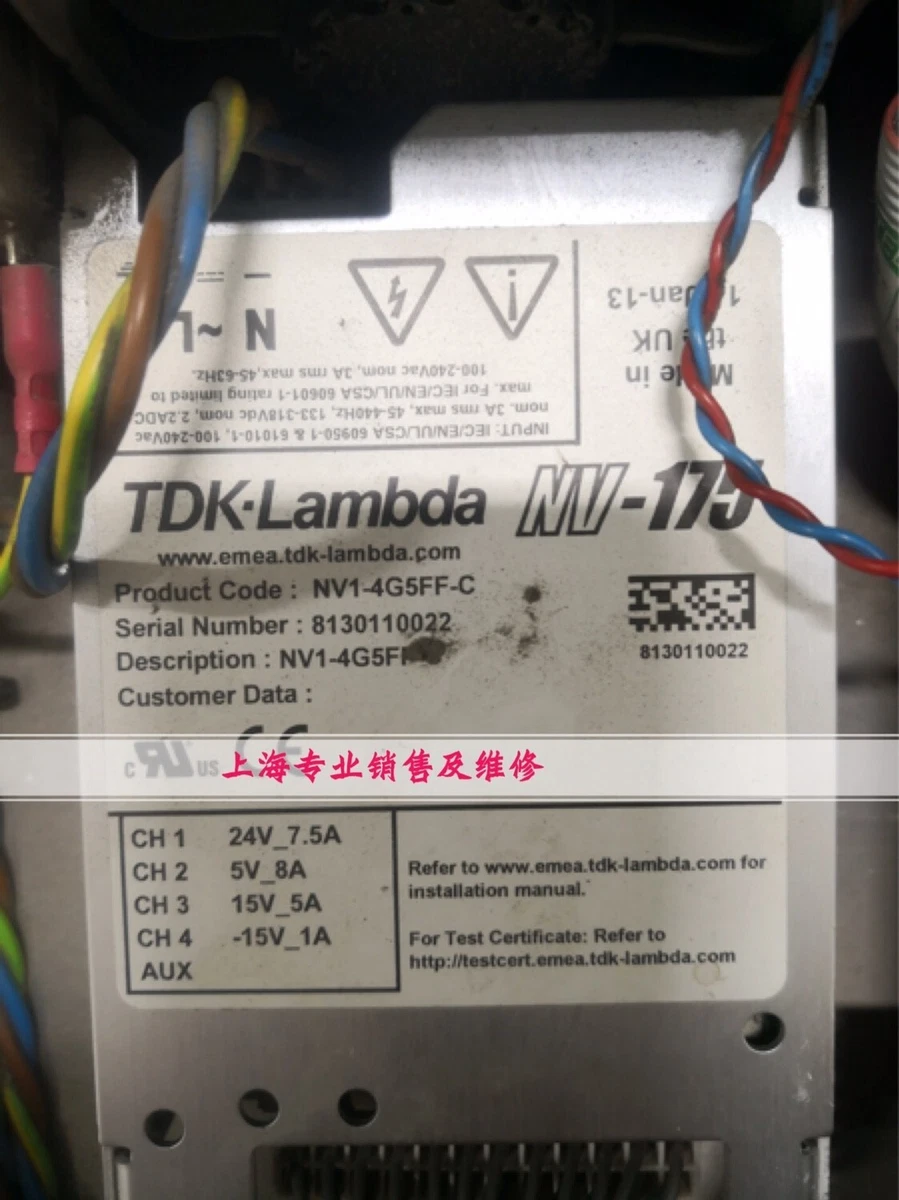 INPUT: IEC/EN/UL/CSA 60950-1 & 61010-1, 100-240Vac
nom. 3A rms max, 45-440Hz, 133-318Vdc nom, 2.2ADC
max. For IEC/EN/UL/CSA 60601-1 rating limited to
100-240Vac nom, 3A rms max,45-63Hz.
N ~ L
Made in
the UK
Jan-13
TDK·Lambda NV-175
www.emea.tdk-lambda.com
Product Code : NV1-4G5FF-C
Serial Number : 8130110022
Description : NV1-4G5F
8130110022
Customer Data :
c RU US CE
上海专业销售及维修
CH 1 24V_7.5A
CH 2 5V_8A
CH 3 15V_5A
CH 4 -15V_1A
AUX
Refer to www.emea.tdk-lambda.com for
installation manual.
For Test Certificate: Refer to
http://testcert.emea.tdk-lambda.com